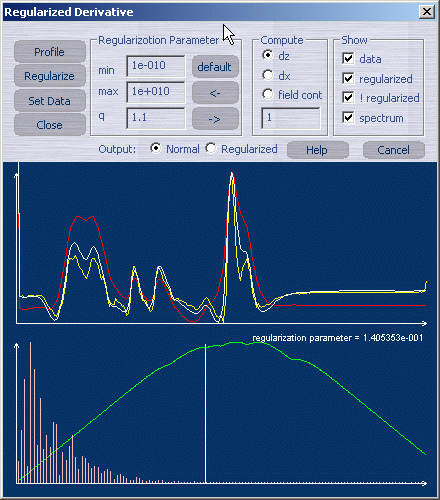 Regularized Derivative
Profile
Regularize
Set Data
Close
Regularizotion Parameter
min 1e-010 default
max 1e+010 <-
q 1.1 ->
Compute
dz
dx
field cont
1
Show
data
regularized
! regularized
spectrum
Output: Normal Regularized Help Cancel
regularization parameter = 1.405353e-001